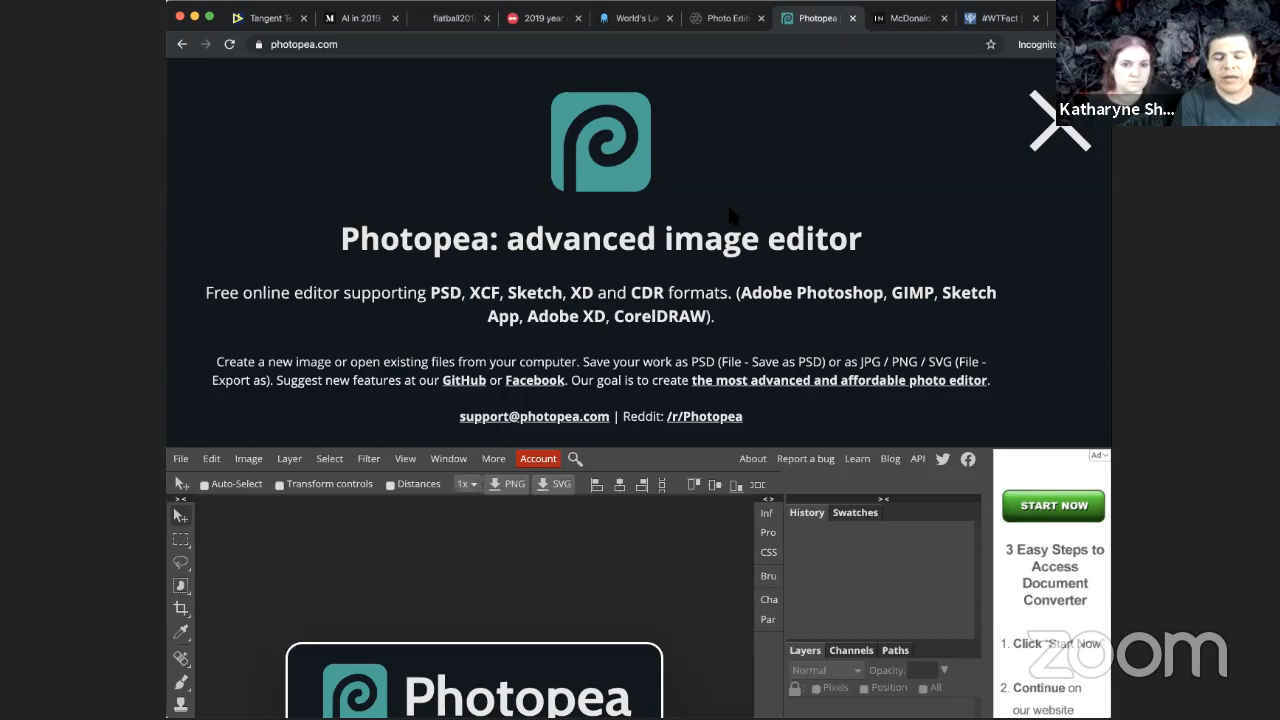 Tangent T
AI in 2019
flatball201
2019 year
World's La
Photo Edit
Photopea
McDonald
#WTFact
photopea.com
Incognito
Katharyne Sh...
Photopea: advanced image editor
Free online editor supporting PSD, XCF, Sketch, XD and CDR formats. (Adobe Photoshop, GIMP, Sketch
App, Adobe XD, CorelDRAW).
Create a new image or open existing files from your computer. Save your work as PSD (File - Save as PSD) or as JPG / PNG / SVG (File -
Export as). Suggest new features at our GitHub or Facebook. Our goal is to create the most advanced and affordable photo editor.
support@photopea.com | Reddit: /r/Photopea
File Edit Image Layer Select Filter View Window More Account
About Report a bug Learn Blog API
Auto-Select Transform controls Distances 1x PNG SVG
Inf
Pro
CSS
Bru
Cha
Par
History Swatches
Layers Channels Paths
Normal Opacity:
Pixels Position All
Photopea
Ad
START NOW
3 Easy Steps to
Access
Document
Converter
1. Click "Start Now"
2. Continue on
our website
zoom